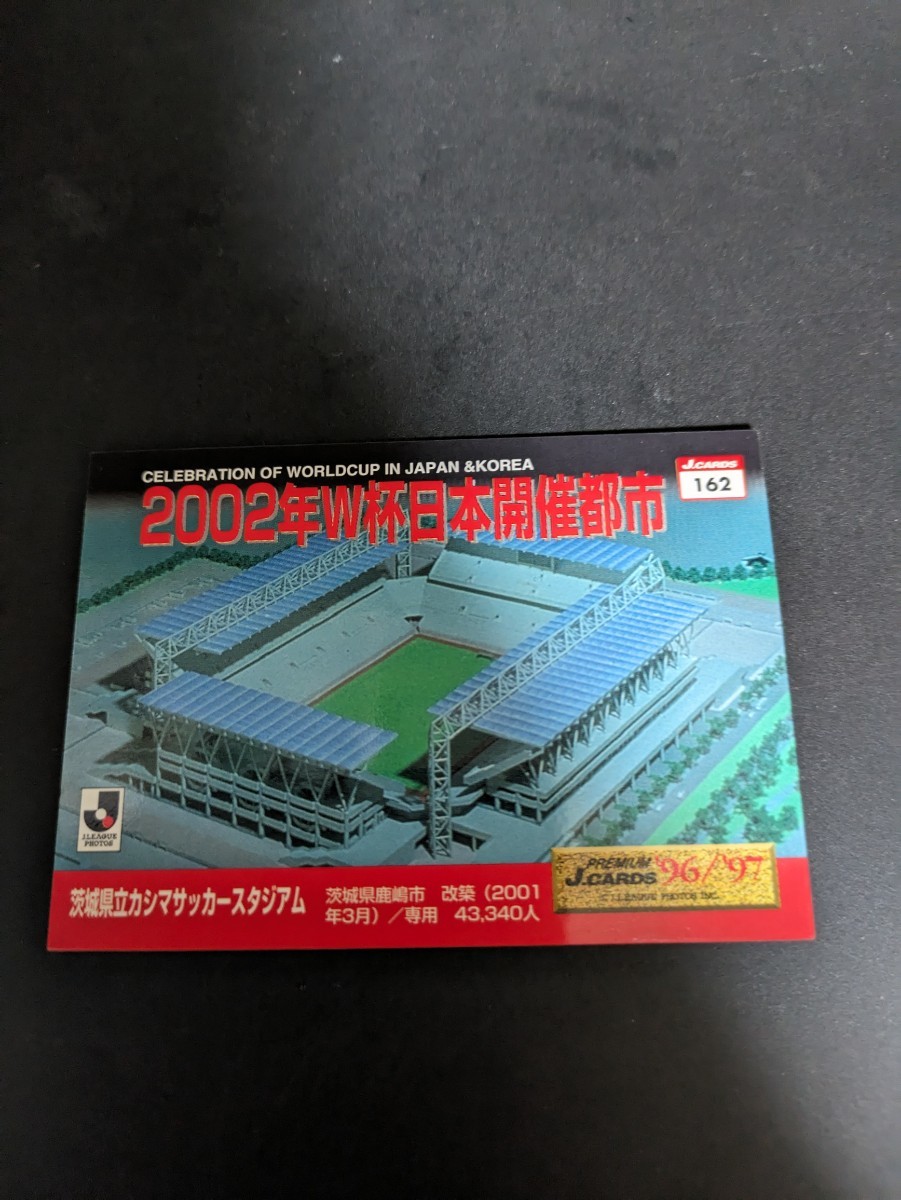 CELEBRATION OF WORLDCUP IN JAPAN &KOREA
2002年W杯日本開催都市
J.CARDS
162
J.LEAGUE
PHOTOS
茨城県立カシマサッカースタジアム
茨城県鹿嶋市 改築（2001
年3月）／専用 43,340人
PREMIUM
J.CARDS '96/'97
© J.LEAGUE PHOTOS INC.